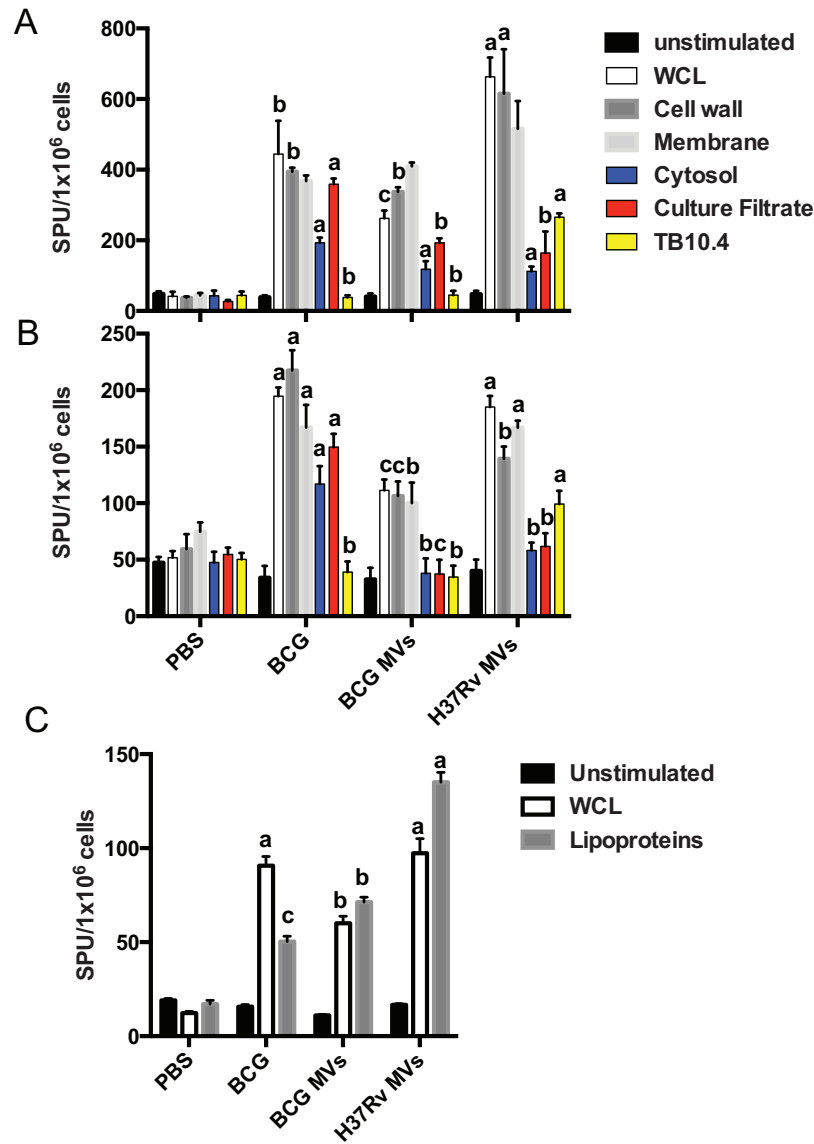 A
SPU/1x10⁶ cells
800
600
400
200
0
b
b
a
b
c
b
a
b
b
a
a
a
b
a
unstimulated
WCL
Cell wall
Membrane
Cytosol
Culture Filtrate
TB10.4
B
SPU/1x10⁶ cells
250
200
150
100
50
0
a
a
a
a
a
b
c
c
b
b
c
b
a
b
a
b
b
a
PBS
BCG
BCG MVs
H37Rv MVs
C
SPU/1x10⁶ cells
150
100
50
0
a
c
b
b
a
a
Unstimulated
WCL
Lipoproteins
PBS
BCG
BCG MVs
H37Rv MVs